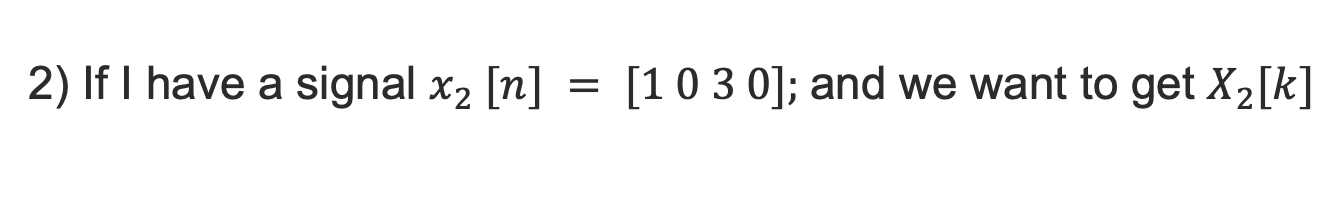 2) If I have a signal x₂ [n] = [1 0 3 0]; and we want to get X₂[k]